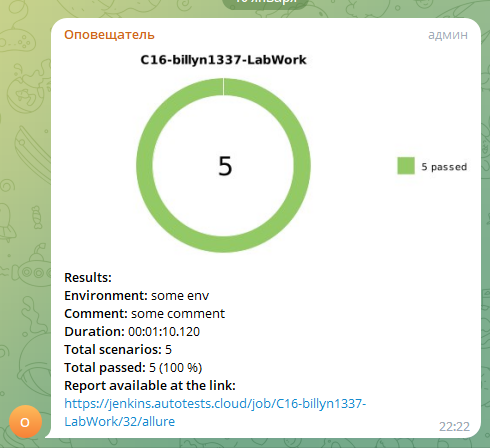 16 января
Оповещатель админ
C16-billyn1337-LabWork
5
5 passed
Results:
Environment: some env
Comment: some comment
Duration: 00:01:10.120
Total scenarios: 5
Total passed: 5 (100 %)
Report available at the link:
https://jenkins.autotests.cloud/job/C16-billyn1337-
LabWork/32/allure
О
22:22